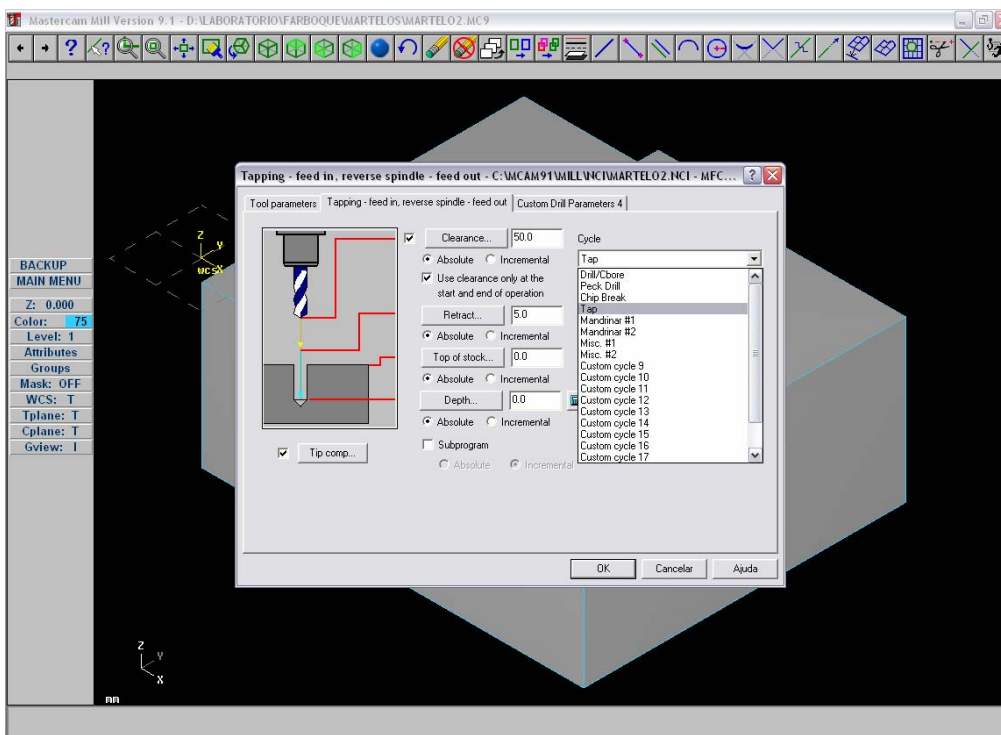 Mastercam Mill Version 9.1 - D:\LABORATORIO\FARBOQUE\MARTELOS\MARTELO2.MC9
BACKUP
MAIN MENU
Z: 0.000
Color: 75
Level: 1
Attributes
Groups
Mask: OFF
WCS: T
Tplane: T
Cplane: T
Gview: I
Z
Y
WCS
X
Tapping - feed in, reverse spindle - feed out - C:\MCAM91\MILL\NCI\MARTELO2.NCI - MFC...
Tool parameters
Tapping - feed in, reverse spindle - feed out
Custom Drill Parameters 4
Clearance... 50.0
Absolute Incremental
Use clearance only at the
start and end of operation
Retract... 5.0
Absolute Incremental
Top of stock... 0.0
Absolute Incremental
Depth... 0.0
Absolute Incremental
Subprogram
Absolute Incremental
Tip comp...
Cycle
Tap
Drill/Cbore
Peck Drill
Chip Break
Tap
Mandrinar #1
Mandrinar #2
Misc. #1
Misc. #2
Custom cycle 9
Custom cycle 10
Custom cycle 11
Custom cycle 12
Custom cycle 13
Custom cycle 14
Custom cycle 15
Custom cycle 16
Custom cycle 17
OK Cancelar Ajuda
Z
Y
X
mm